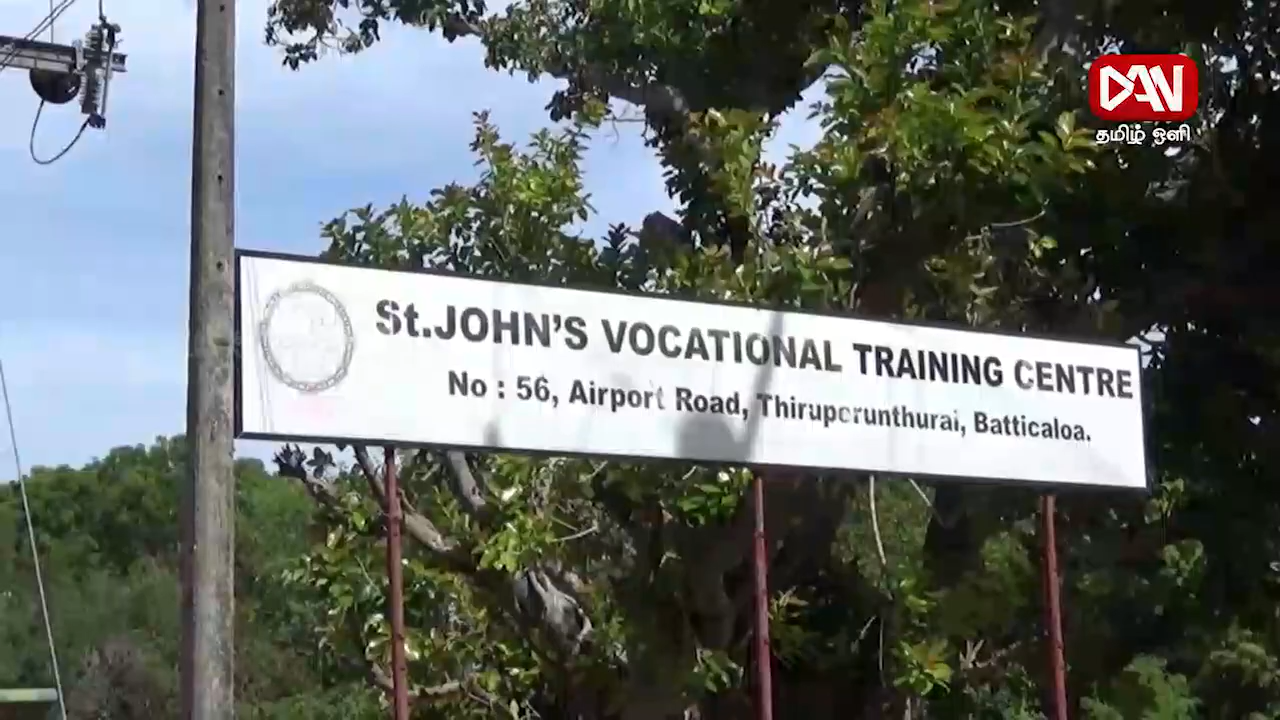 DAN
தமிழ் ஒளி
St.JOHN'S VOCATIONAL TRAINING CENTRE
No : 56, Airport Road, Thiruperunthurai, Batticaloa.